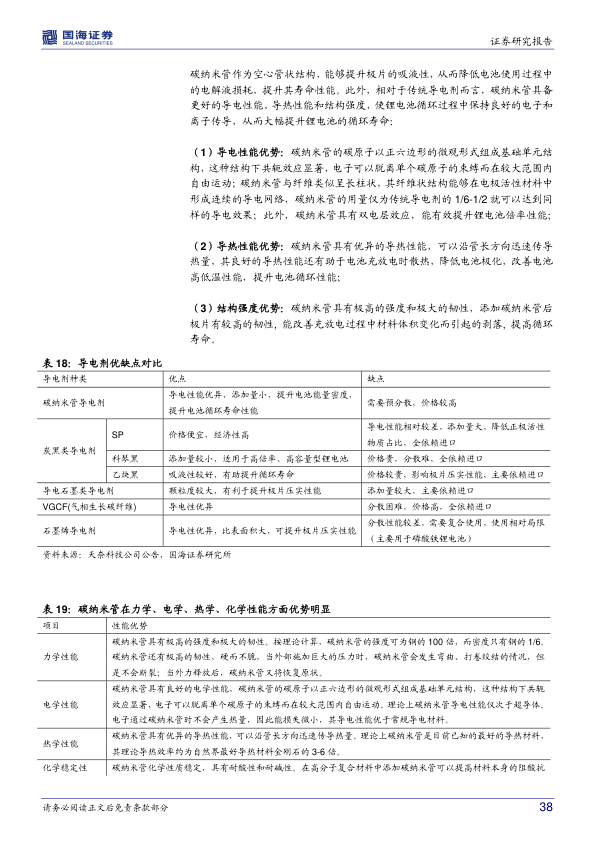 国海证券
SEALAND SECURITIES
证券研究报告
碳纳米管作为空心管状结构，能够提升极片的吸液性，从而降低电池使用过程中
的电解液损耗，提升其寿命性能。此外，相对于传统导电剂而言，碳纳米管具备
更好的导电性能、导热性能和结构强度，使锂电池循环过程中保持良好的电子和
离子传导，从而大幅提升锂电池的循环寿命：
（1）导电性能优势：碳纳米管的碳原子以正六边形的微观形式组成基础单元结
构，这种结构下共轭效应显著，电子可以脱离单个碳原子的束缚而在较大范围内
自由运动；碳纳米管与纤维类似呈长柱状，其纤维状结构能够在电极活性材料中
形成连续的导电网络，碳纳米管的用量仅为传统导电剂的 1/6-1/2 就可以达到同
样的导电效果；此外，碳纳米管具有双电层效应，能有效提升锂电池倍率性能；
（2）导热性能优势：碳纳米管具有优异的导热性能，可以沿管长方向迅速传导
热量，其良好的导热性能还有助于电池充放电时散热，降低电池极化，改善电池
高低温性能，提升电池循环性能；
（3）结构强度优势：碳纳米管具有极高的强度和极大的韧性，添加碳纳米管后
极片有较高的韧性，能改善充放电过程中材料体积变化而引起的剥落，提高循环
寿命。
表 18：导电剂优缺点对比
导电剂种类 优点 缺点
碳纳米管导电剂 导电性能优异，添加量小，提升电池能量密度，提升电池循环寿命性能 需要预分散，价格较高
炭黑类导电剂 SP 价格便宜，经济性高 导电性能相对较差，添加量大，降低正极活性物质占比，全依赖进口
科琴黑 添加量较小，适用于高倍率、高容量型锂电池 价格贵，分散难，全依赖进口
乙炔黑 吸液性较好，有助提升循环寿命 价格较贵，影响极片压实性能，主要依赖进口
导电石墨类导电剂 颗粒度较大，有利于提升极片压实性能 添加量较大，主要依赖进口
VGCF(气相生长碳纤维) 导电性优异 分散困难，价格高，全依赖进口
石墨烯导电剂 导电性优异，比表面积大，可提升极片压实性能 分散性能较差，需要复合使用，使用相对局限（主要用于磷酸铁锂电池）
资料来源：天奈科技公司公告，国海证券研究所
表 19：碳纳米管在力学、电学、热学、化学性能方面优势明显
项目 性能优势
力学性能 碳纳米管具有极高的强度和极大的韧性。按理论计算，碳纳米管的强度可为钢的 100 倍，而密度只有钢的 1/6。
碳纳米管还有极高的韧性，硬而不脆，当外部施加巨大的压力时，碳纳米管会发生弯曲、打卷绞结的情况，但
是不会断裂；当外力释放后，碳纳米管又将恢复原状。
电学性能 碳纳米管具有良好的电学性能，碳纳米管的碳原子以正六边形的微观形式组成基础单元结构，这种结构下共轭
效应显著，电子可以脱离单个碳原子的束缚而在较大范围内自由运动。理论上碳纳米管导电性能仅次于超导体。
电子通过碳纳米管时不会产生热量，因此能损失微小，其导电性能优于常规导电材料。
热学性能 碳纳米管具有优异的导热性能，可以沿管长方向迅速传导热量。理论上碳纳米管是目前已知的最好的导热材料，
其理论导热效率约为自然界最好导热材料金刚石的 3-6 倍。
化学稳定性 碳纳米管化学性质稳定，具有耐酸性和耐碱性。在高分子复合材料中添加碳纳米管可以提高材料本身的阻酸抗
请务必阅读正文后免责条款部分
38